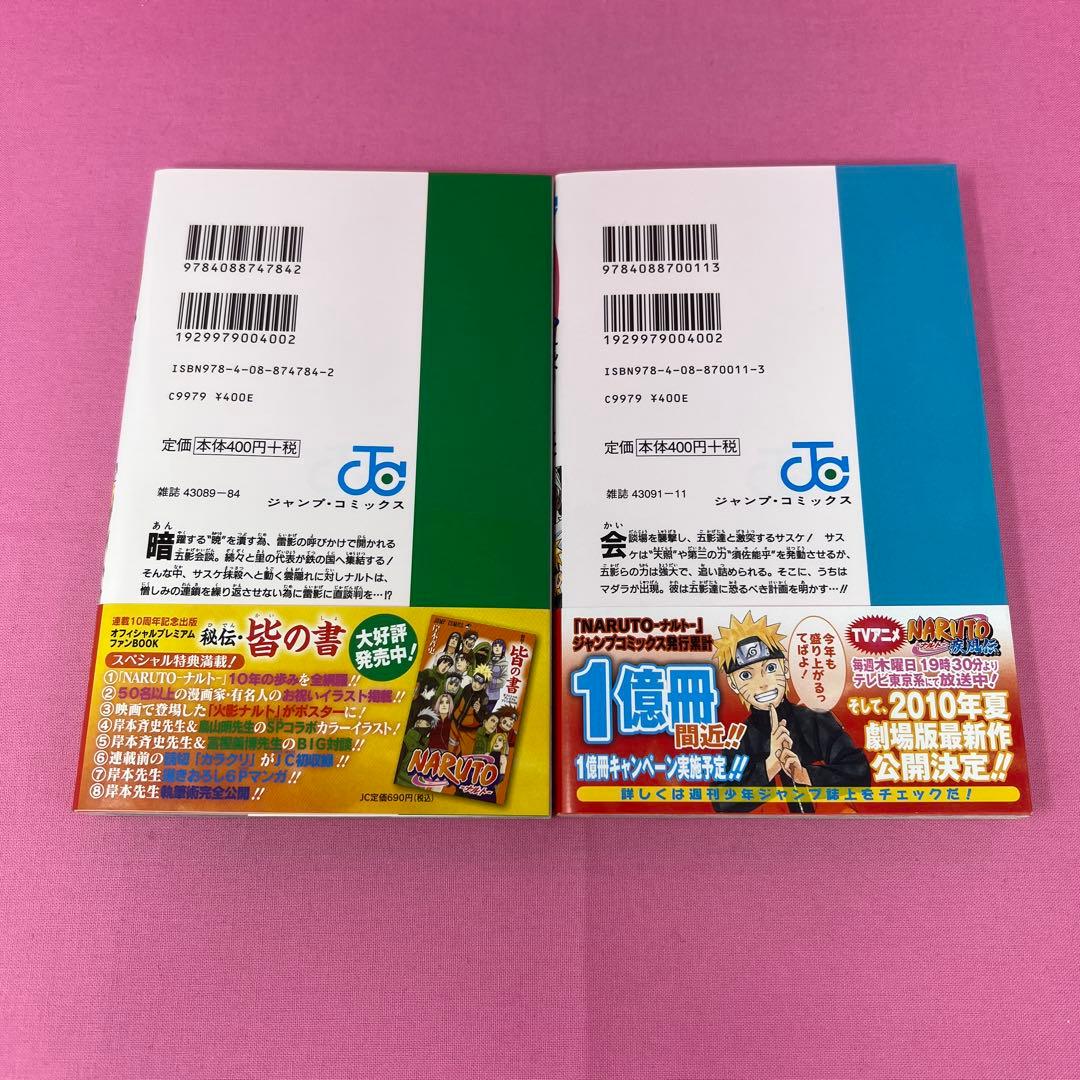 9784088747842
1929979004002
ISBN978-4-08-874784-2
C9979 ¥400E
定価 本体400円+税
JC
ジャンプ・コミックス
雑誌 43089-84
暗躍する“暁”を潰す為、雷影の呼びかけで開かれる
五影会談。続々と里の代表が鉄の国へ集結する!
そんな中、サスケ抹殺へと動く雲隠れに対しナルトは、
憎しみの連鎖を繰り返させない為に雷影に直談判を…!?
連載10周年記念出版
オフィシャルプレミアム
ファンBOOK
秘伝・皆の書
大好評
発売中!
スペシャル特典満載!
①「NARUTO-ナルト-」10年の歩みを全網羅!!
②50名以上の漫画家・有名人のお祝いイラスト掲載!!
③映画で登場した「火影ナルト」がポスターに!
④岸本斉史先生&鳥山明先生のSPコラボカラーイラスト!
⑤岸本斉史先生&冨樫義博先生のBIG対談!!
⑥連載前の読切「カラクリ」がJC初収録!!
⑦岸本先生描きおろし6Pマンガ!!
⑧岸本先生執筆術完全公開!!
岸本斉史
皆の書
NARUTO
-ナルト-
JC定価690円(税込)
9784088700113
1929979004002
ISBN978-4-08-870011-3
C9979 ¥400E
定価 本体400円+税
JC
ジャンプ・コミックス
雑誌 43091-11
会談場を襲撃し、五影達と激突するサスケ! サス
ケは“天照”や第三の力“須佐能乎”を発動させるが、
五影らの力は強大で、追い詰められる。そこに、うちは
マダラが出現。彼は五影達に恐るべき計画を明かす…!!
「NARUTO-ナルト-」
ジャンプコミックス発行累計
1億冊
間近!!
1億冊キャンペーン実施予定!!
今年も
盛り上がるっ
てばよ!
TVアニメ NARUTO
-ナルト-
疾風伝
毎週木曜日19時30分より
テレビ東京系にて放送中!
そして、2010年夏
劇場版最新作
公開決定!!
詳しくは週刊少年ジャンプ誌上をチェックだ!